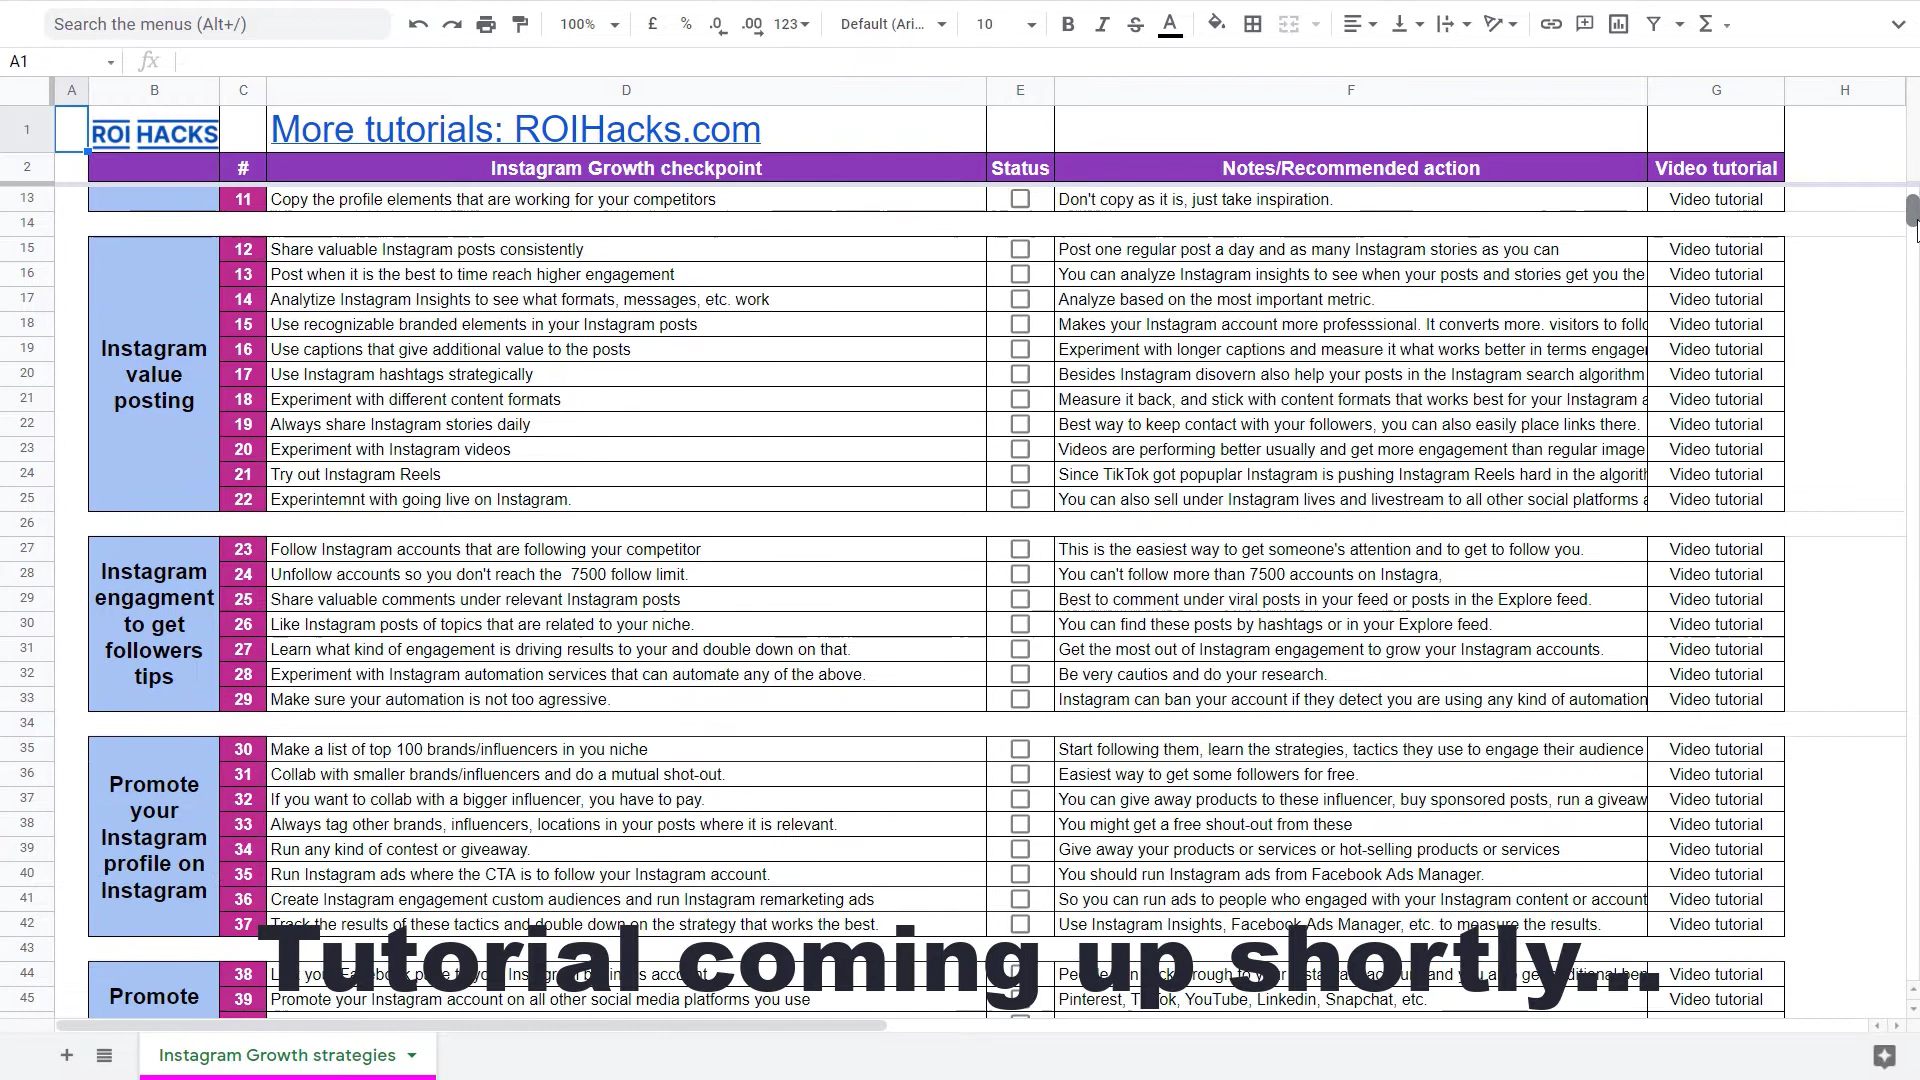 Search the menus (Alt+/)
100%
£
%
.0
.00
123
Default (Ari...
10
B
I
S
A
Σ
A1
fx
A B C D E F G H
1 ROI HACKS More tutorials: ROIHacks.com
2 # Instagram Growth checkpoint Status Notes/Recommended action Video tutorial
13 11 Copy the profile elements that are working for your competitors Don't copy as it is, just take inspiration. Video tutorial
14
Instagram
value
posting
15 12 Share valuable Instagram posts consistently Post one regular post a day and as many Instagram stories as you can Video tutorial
16 13 Post when it is the best to time reach higher engagement You can analyze Instagram insights to see when your posts and stories get you the Video tutorial
17 14 Analytize Instagram Insights to see what formats, messages, etc. work Analyze based on the most important metric. Video tutorial
18 15 Use recognizable branded elements in your Instagram posts Makes your Instagram account more professsional. It converts more. visitors to follo Video tutorial
19 16 Use captions that give additional value to the posts Experiment with longer captions and measure it what works better in terms engager Video tutorial
20 17 Use Instagram hashtags strategically Besides Instagram disovern also help your posts in the Instagram search algorithm Video tutorial
21 18 Experiment with different content formats Measure it back, and stick with content formats that works best for your Instagram a Video tutorial
22 19 Always share Instagram stories daily Best way to keep contact with your followers, you can also easily place links there. Video tutorial
23 20 Experiment with Instagram videos Videos are performing better usually and get more engagement than regular image Video tutorial
24 21 Try out Instagram Reels Since TikTok got popuplar Instagram is pushing Instagram Reels hard in the algorith Video tutorial
25 22 Experintemnt with going live on Instagram. You can also sell under Instagram lives and livestream to all other social platforms a Video tutorial
26
Instagram
engagment
to get
followers
tips
27 23 Follow Instagram accounts that are following your competitor This is the easiest way to get someone's attention and to get to follow you. Video tutorial
28 24 Unfollow accounts so you don't reach the 7500 follow limit. You can't follow more than 7500 accounts on Instagra, Video tutorial
29 25 Share valuable comments under relevant Instagram posts Best to comment under viral posts in your feed or posts in the Explore feed. Video tutorial
30 26 Like Instagram posts of topics that are related to your niche. You can find these posts by hashtags or in your Explore feed. Video tutorial
31 27 Learn what kind of engagement is driving results to your and double down on that. Get the most out of Instagram engagement to grow your Instagram accounts. Video tutorial
32 28 Experiment with Instagram automation services that can automate any of the above. Be very cautios and do your research. Video tutorial
33 29 Make sure your automation is not too agressive. Instagram can ban your account if they detect you are using any kind of automation Video tutorial
34
Promote
your
Instagram
profile on
Instagram
35 30 Make a list of top 100 brands/influencers in you niche Start following them, learn the strategies, tactics they use to engage their audience Video tutorial
36 31 Collab with smaller brands/influencers and do a mutual shot-out. Easiest way to get some followers for free. Video tutorial
37 32 If you want to collab with a bigger influencer, you have to pay. You can give away products to these influencer, buy sponsored posts, run a giveaw Video tutorial
38 33 Always tag other brands, influencers, locations in your posts where it is relevant. You might get a free shout-out from these Video tutorial
39 34 Run any kind of contest or giveaway. Give away your products or services or hot-selling products or services Video tutorial
40 35 Run Instagram ads where the CTA is to follow your Instagram account. You should run Instagram ads from Facebook Ads Manager. Video tutorial
41 36 Create Instagram engagement custom audiences and run Instagram remarketing ads So you can run ads to people who engaged with your Instagram content or account Video tutorial
42 37 Track the results of these tactics and double down on the strategy that works the best. Use Instagram Insights, Facebook Ads Manager, etc. to measure the results. Video tutorial
43
Tutorial coming up shortly...
Promote
44 38 Video tutorial
45 39 Promote your Instagram account on all other social media platforms you use Pinterest, TikTok, YouTube, Linkedin, Snapchat, etc. Video tutorial
Instagram Growth strategies